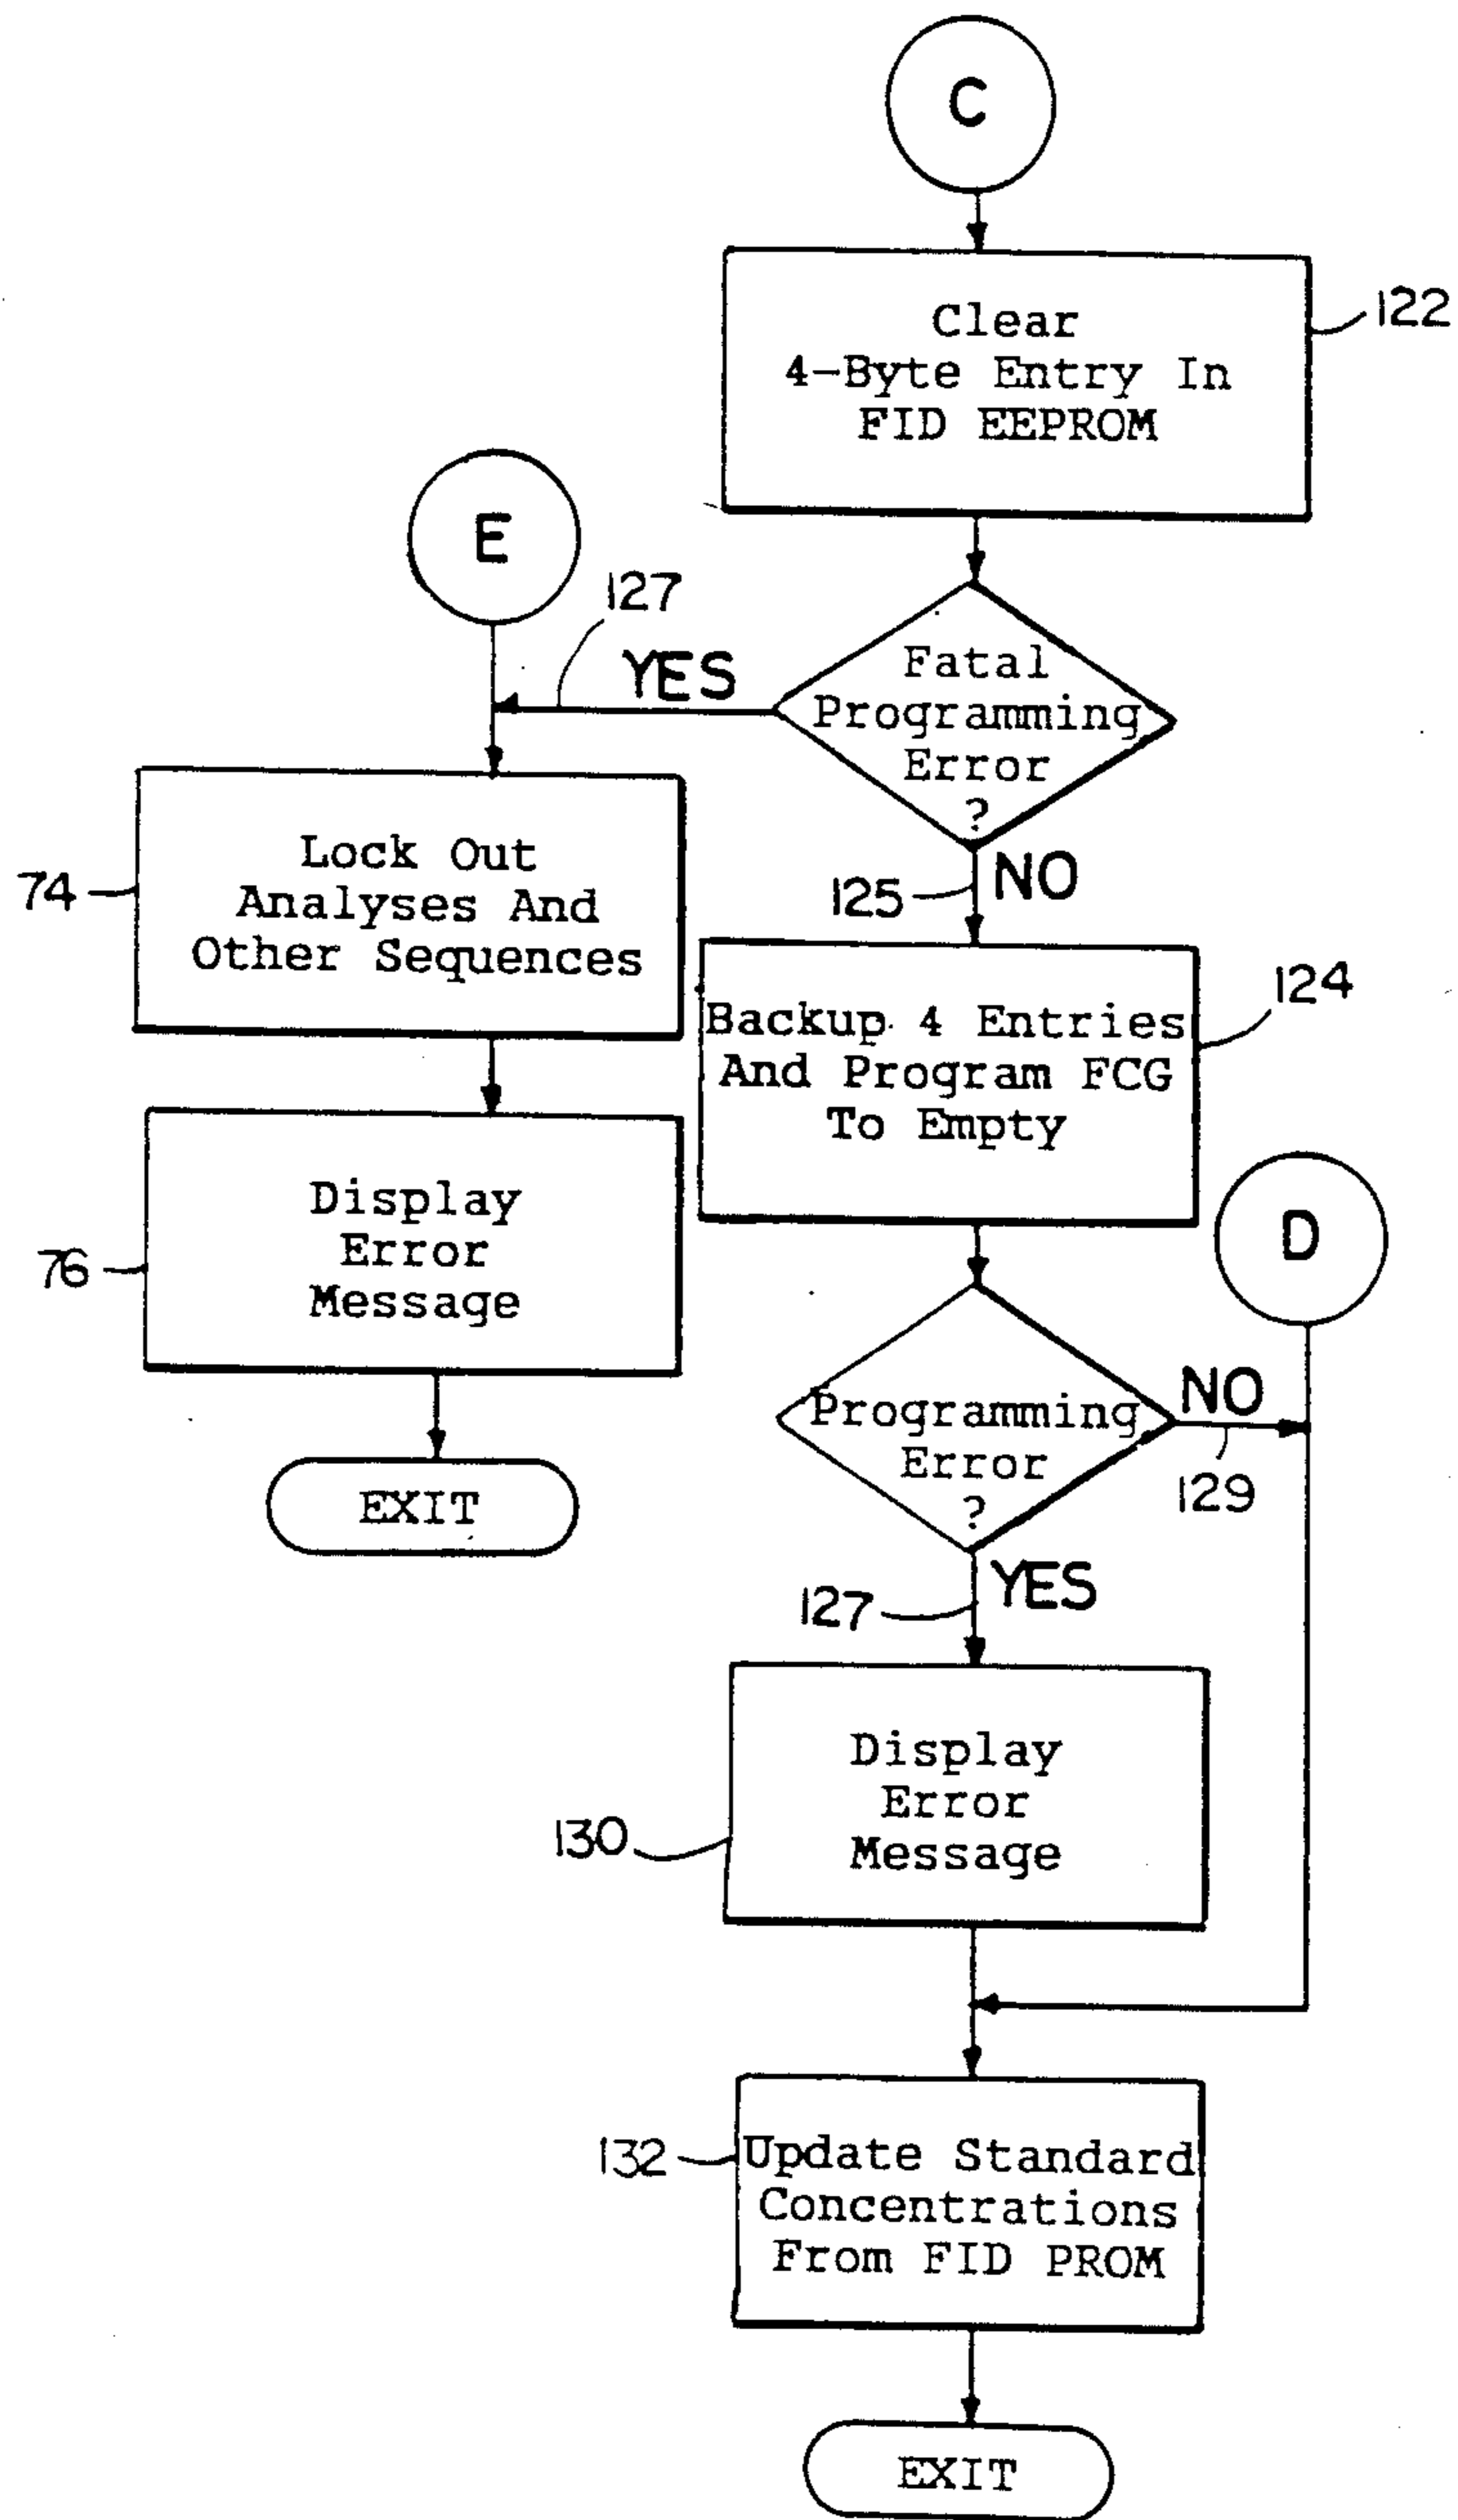 C
Clear
4-Byte Entry In
FID EEPROM
122
E
127
YES
Fatal
Programming
Error
?
125
NO
Lock Out
Analyses And
Other Sequences
74
Backup 4 Entries
And Program FCG
To Empty
124
Display
Error
Message
76
D
EXIT
Programming
Error
?
NO
129
127
YES
Display
Error
Message
130
132
Update Standard
Concentrations
From FID PROM
EXIT